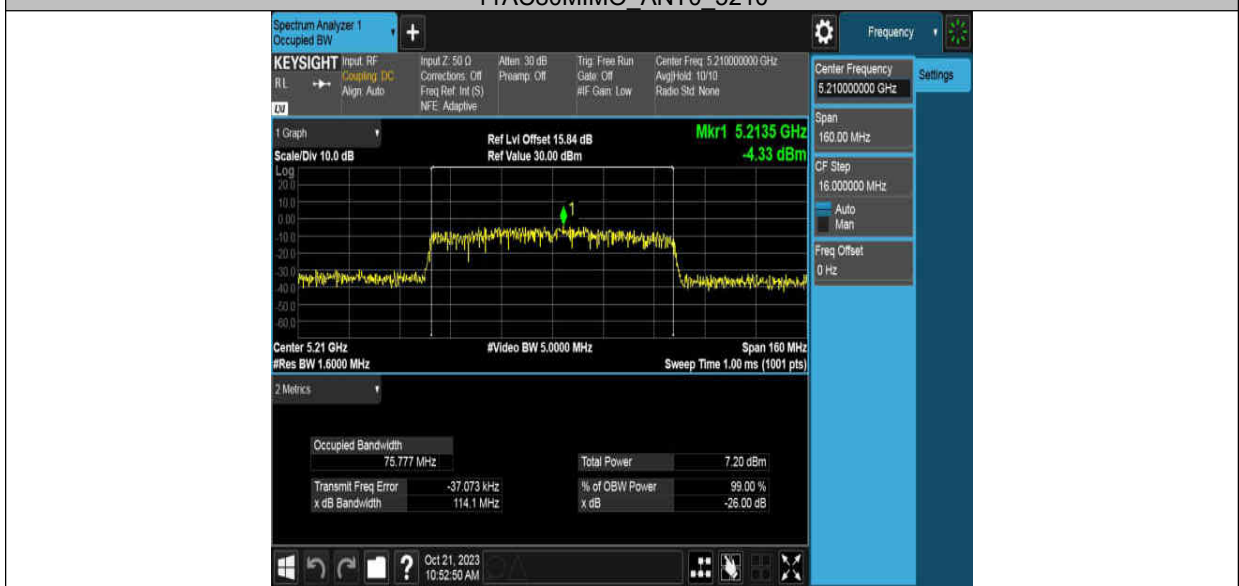 11AC80MIMO_ANT0_5210
Spectrum Analyzer 1
Occupied BW
+
Frequency
KEYSIGHT
RL
LXI
Input: RF
Coupling: DC
Align: Auto
Input Z: 50 Ω
Corrections: Off
Freq Ref: Int (S)
NFE: Adaptive
Atten: 30 dB
Preamp: Off
Trig: Free Run
Gate: Off
#IF Gain: Low
Center Freq: 5.210000000 GHz
Avg|Hold: 10/10
Radio Std: None
Center Frequency
5.210000000 GHz
Settings
Span
160.00 MHz
CF Step
16.000000 MHz
Auto
Man
Freq Offset
0 Hz
1 Graph
Scale/Div 10.0 dB
Ref Lvl Offset 15.84 dB
Ref Value 30.00 dBm
Mkr1 5.2135 GHz
-4.33 dBm
Log
20.0
10.0
0.00
-10.0
-20.0
-30.0
-40.0
-50.0
-60.0
1
Center 5.21 GHz
#Res BW 1.6000 MHz
#Video BW 5.0000 MHz
Span 160 MHz
Sweep Time 1.00 ms (1001 pts)
2 Metrics
Occupied Bandwidth
75.777 MHz
Total Power 7.20 dBm
Transmit Freq Error -37.073 kHz
% of OBW Power 99.00 %
x dB Bandwidth 114.1 MHz
x dB -26.00 dB
?
Oct 21, 2023
10:52:50 AM